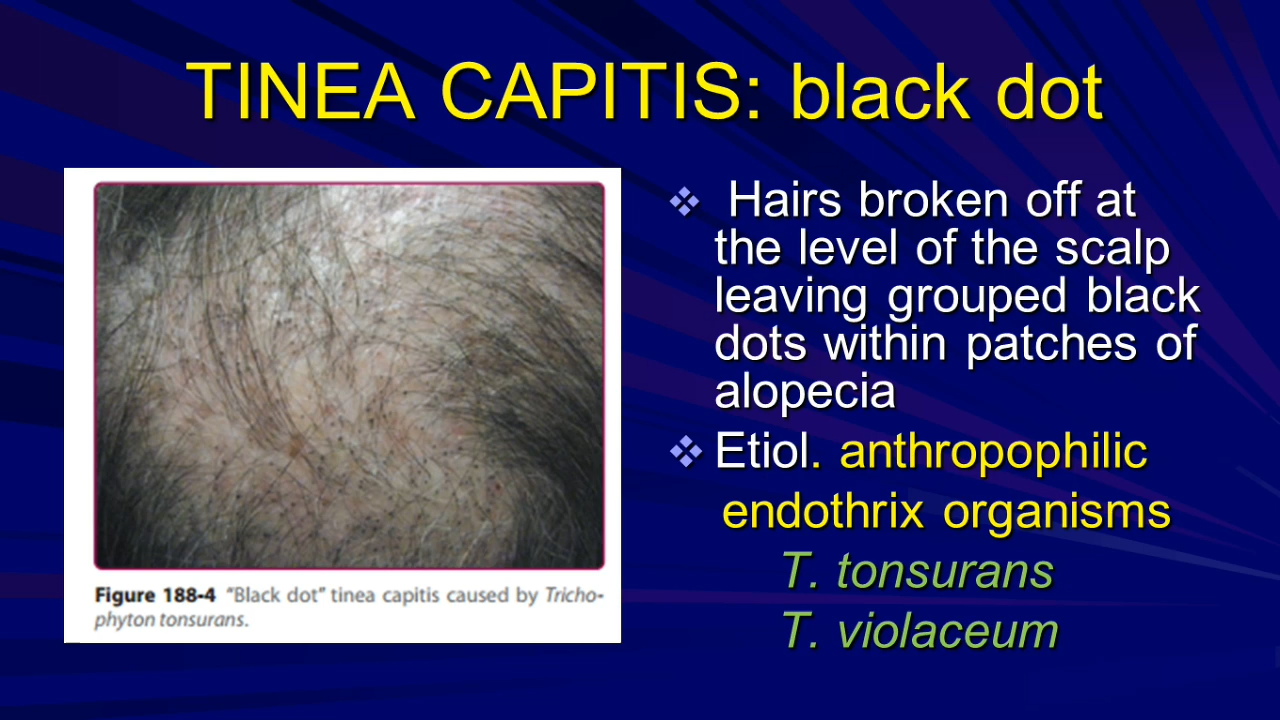 TINEA CAPITIS: black dot
Hairs broken off at
the level of the scalp
leaving grouped black
dots within patches of
alopecia
Etiol. anthropophilic
endothrix organisms
T. tonsurans
T. violaceum
Figure 188-4 “Black dot” tinea capitis caused by Tricho-
phyton tonsurans.